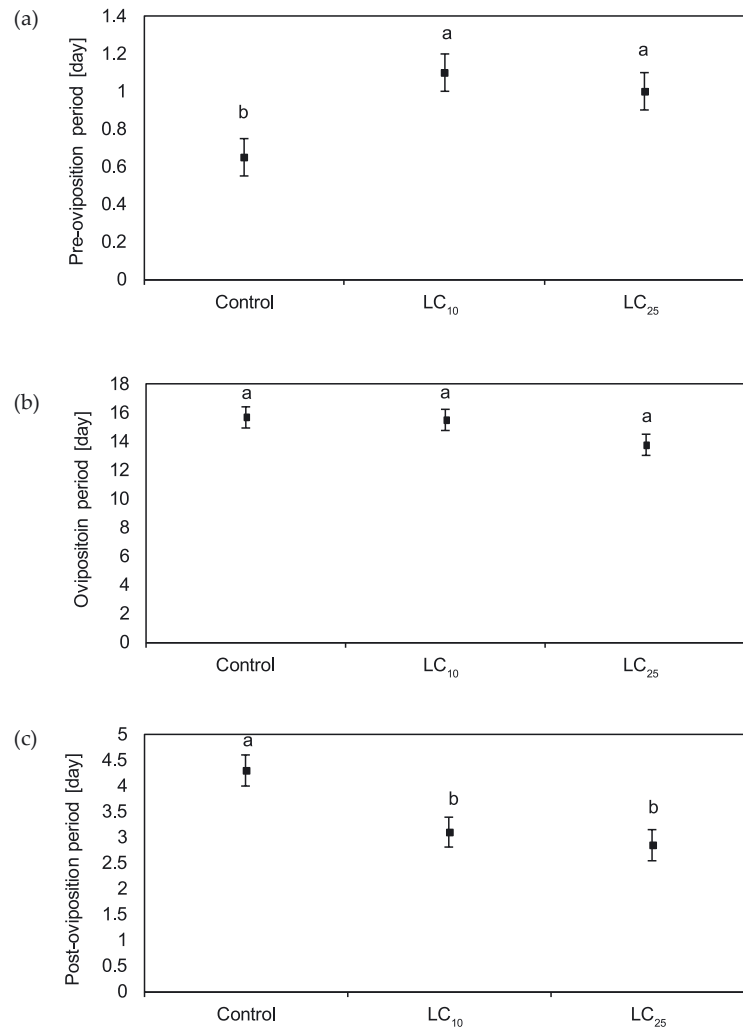 (a)
Pre-oviposition period [day]
1.4
1.2
1
0.8
0.6
0.4
0.2
0
b
a
a
Control LC₁₀ LC₂₅
(b)
Ovipositoin period [day]
18
16
14
12
10
8
6
4
2
0
a
a
a
Control LC₁₀ LC₂₅
(c)
Post-oviposition period [day]
5
4.5
4
3.5
3
2.5
2
1.5
1
0.5
0
a
b
b
Control LC₁₀ LC₂₅